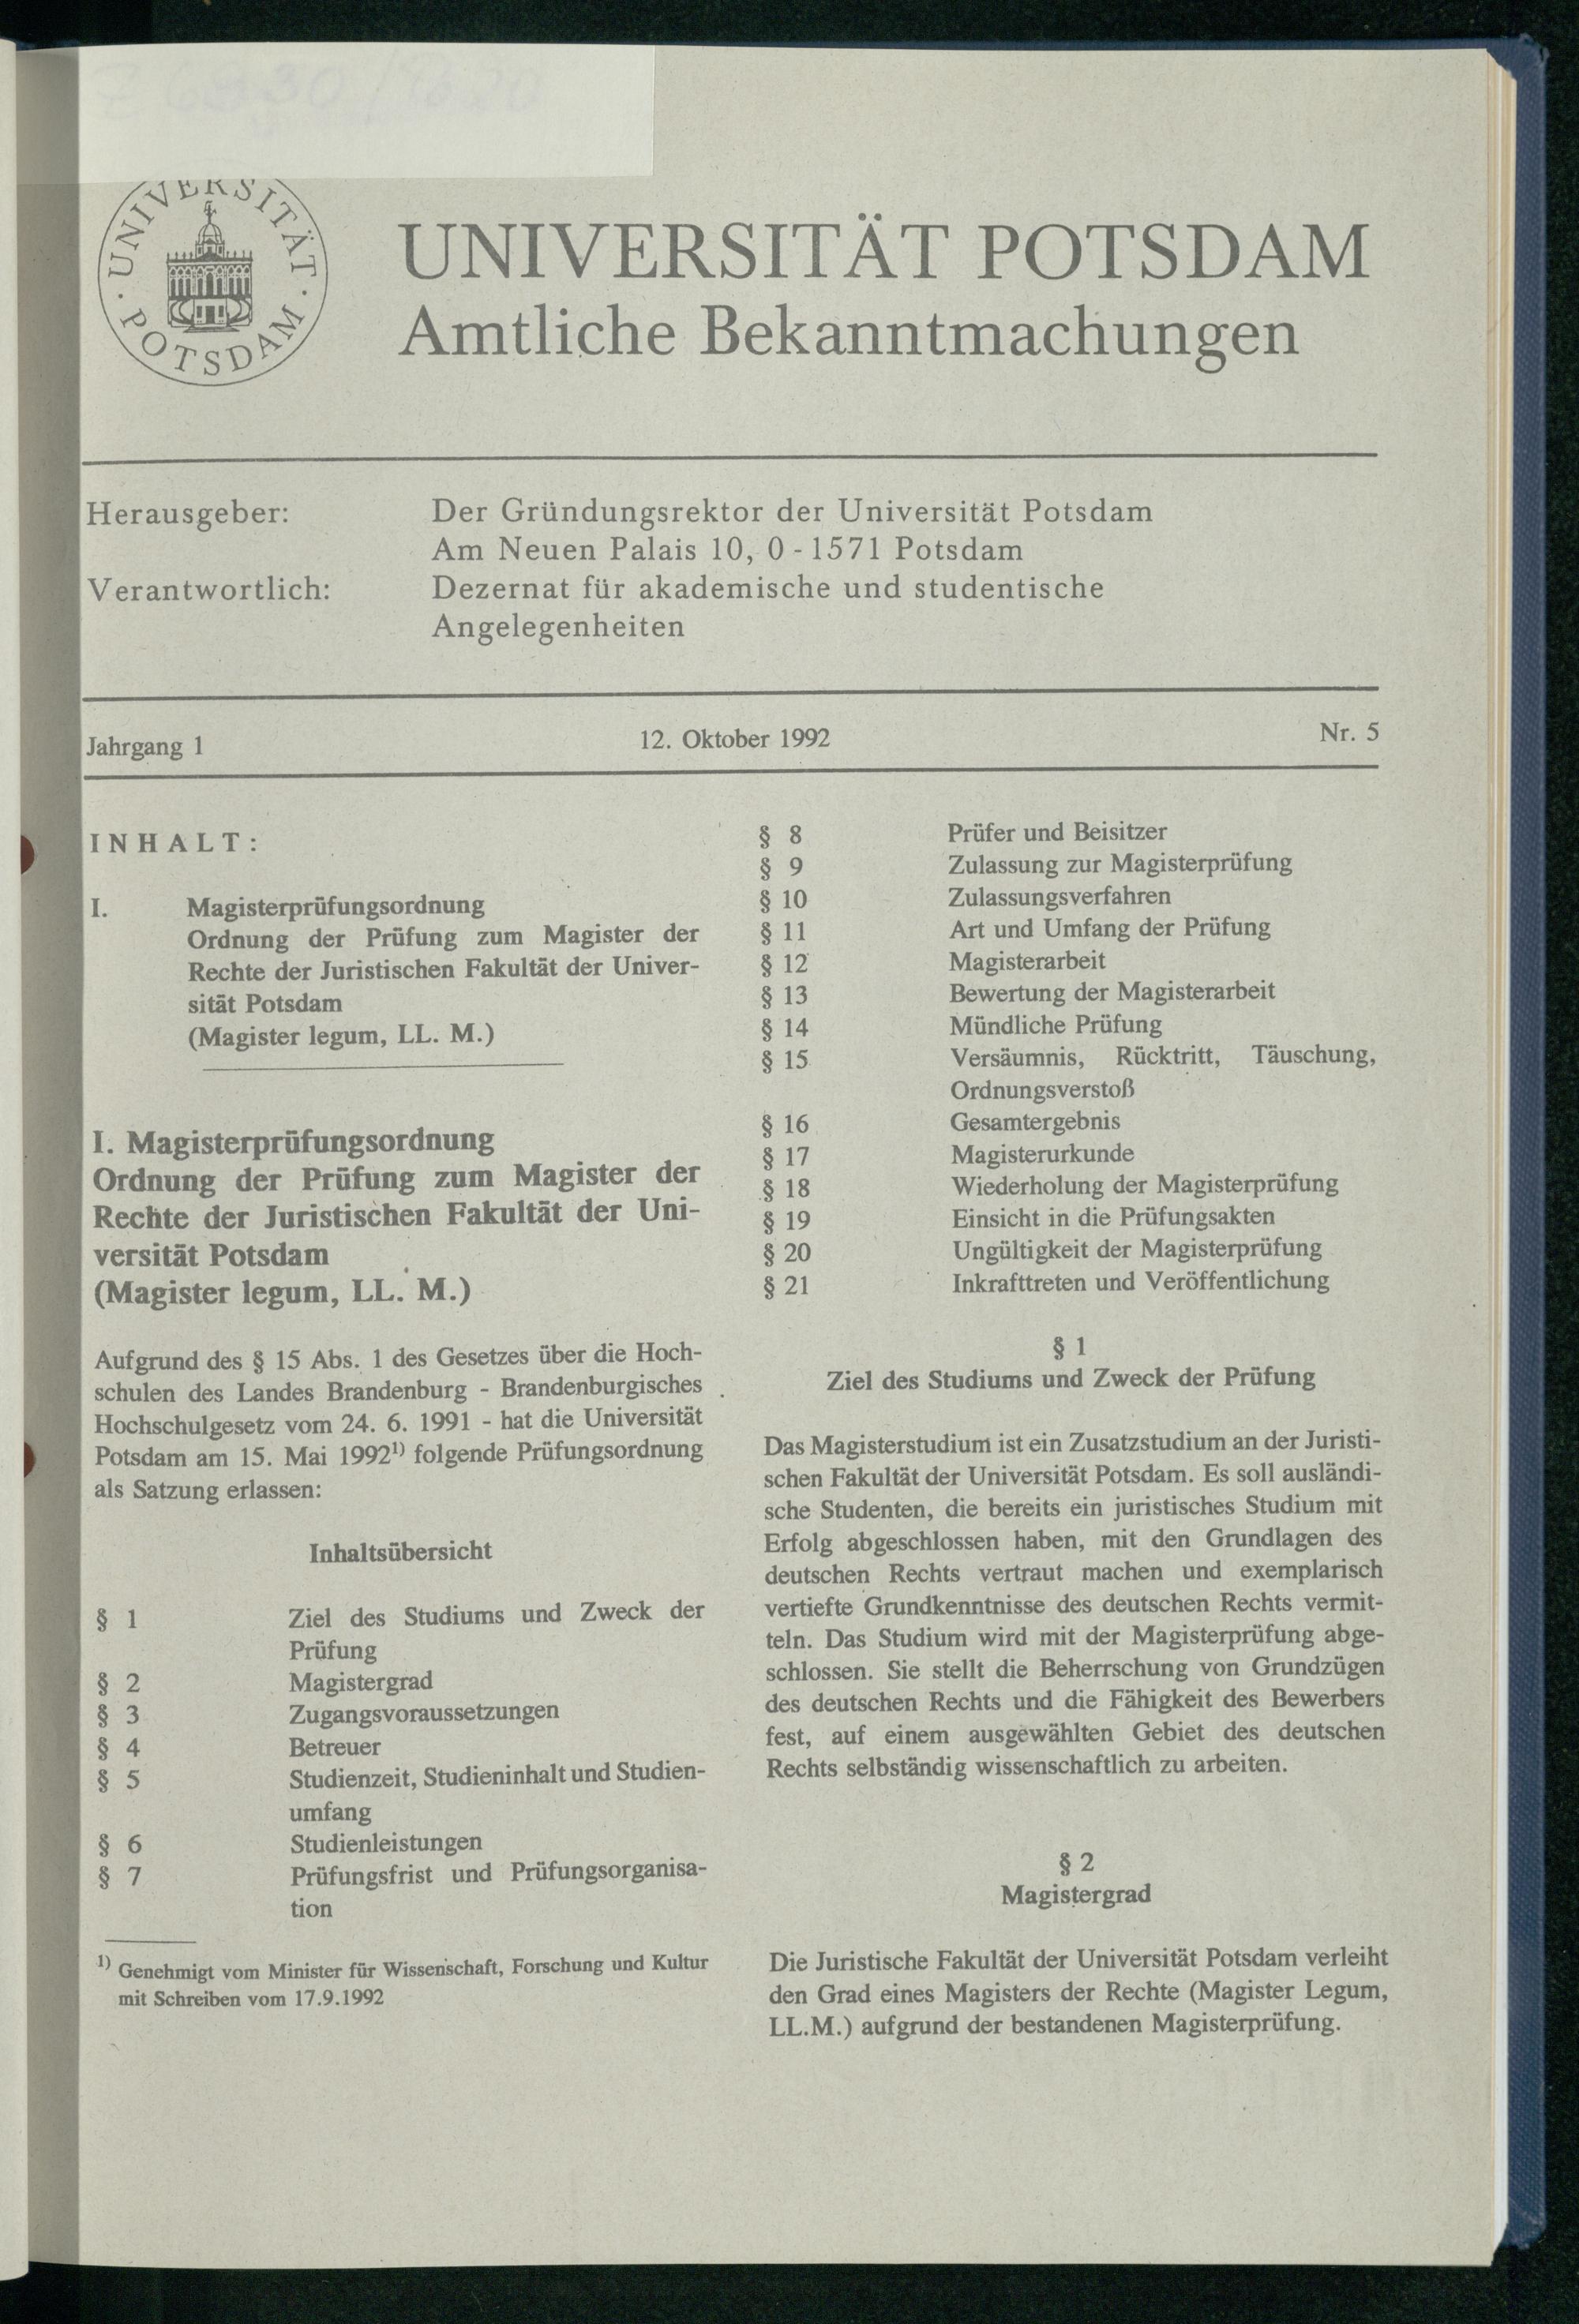 UNIVERSITÄT
POTSDAM
UNIVERSITÄT POTSDAM
Amtliche Bekanntmachungen
Herausgeber: Der Gründungsrektor der Universität Potsdam
Am Neuen Palais 10, 0 - 1571 Potsdam
Verantwortlich: Dezernat für akademische und studentische
Angelegenheiten
Jahrgang 1 12. Oktober 1992 Nr. 5
INHALT:
I. Magisterprüfungsordnung
Ordnung der Prüfung zum Magister der
Rechte der Juristischen Fakultät der Univer-
sität Potsdam
(Magister legum, LL. M.)
I. Magisterprüfungsordnung
Ordnung der Prüfung zum Magister der
Rechte der Juristischen Fakultät der Uni-
versität Potsdam
(Magister legum, LL. M.)
Aufgrund des § 15 Abs. 1 des Gesetzes über die Hoch-
schulen des Landes Brandenburg - Brandenburgisches
Hochschulgesetz vom 24. 6. 1991 - hat die Universität
Potsdam am 15. Mai 1992¹⁾ folgende Prüfungsordnung
als Satzung erlassen:
Inhaltsübersicht
§ 1 Ziel des Studiums und Zweck der
Prüfung
§ 2 Magistergrad
§ 3 Zugangsvoraussetzungen
§ 4 Betreuer
§ 5 Studienzeit, Studieninhalt und Studien-
umfang
§ 6 Studienleistungen
§ 7 Prüfungsfrist und Prüfungsorganisa-
tion
¹⁾ Genehmigt vom Minister für Wissenschaft, Forschung und Kultur
mit Schreiben vom 17.9.1992
§ 8 Prüfer und Beisitzer
§ 9 Zulassung zur Magisterprüfung
§ 10 Zulassungsverfahren
§ 11 Art und Umfang der Prüfung
§ 12 Magisterarbeit
§ 13 Bewertung der Magisterarbeit
§ 14 Mündliche Prüfung
§ 15 Versäumnis, Rücktritt, Täuschung,
Ordnungsverstoß
§ 16 Gesamtergebnis
§ 17 Magisterurkunde
§ 18 Wiederholung der Magisterprüfung
§ 19 Einsicht in die Prüfungsakten
§ 20 Ungültigkeit der Magisterprüfung
§ 21 Inkrafttreten und Veröffentlichung
§ 1
Ziel des Studiums und Zweck der Prüfung
Das Magisterstudium ist ein Zusatzstudium an der Juristi-
schen Fakultät der Universität Potsdam. Es soll ausländi-
sche Studenten, die bereits ein juristisches Studium mit
Erfolg abgeschlossen haben, mit den Grundlagen des
deutschen Rechts vertraut machen und exemplarisch
vertiefte Grundkenntnisse des deutschen Rechts vermit-
teln. Das Studium wird mit der Magisterprüfung abge-
schlossen. Sie stellt die Beherrschung von Grundzügen
des deutschen Rechts und die Fähigkeit des Bewerbers
fest, auf einem ausgewählten Gebiet des deutschen
Rechts selbständig wissenschaftlich zu arbeiten.
§ 2
Magistergrad
Die Juristische Fakultät der Universität Potsdam verleiht
den Grad eines Magisters der Rechte (Magister Legum,
LL.M.) aufgrund der bestandenen Magisterprüfung.